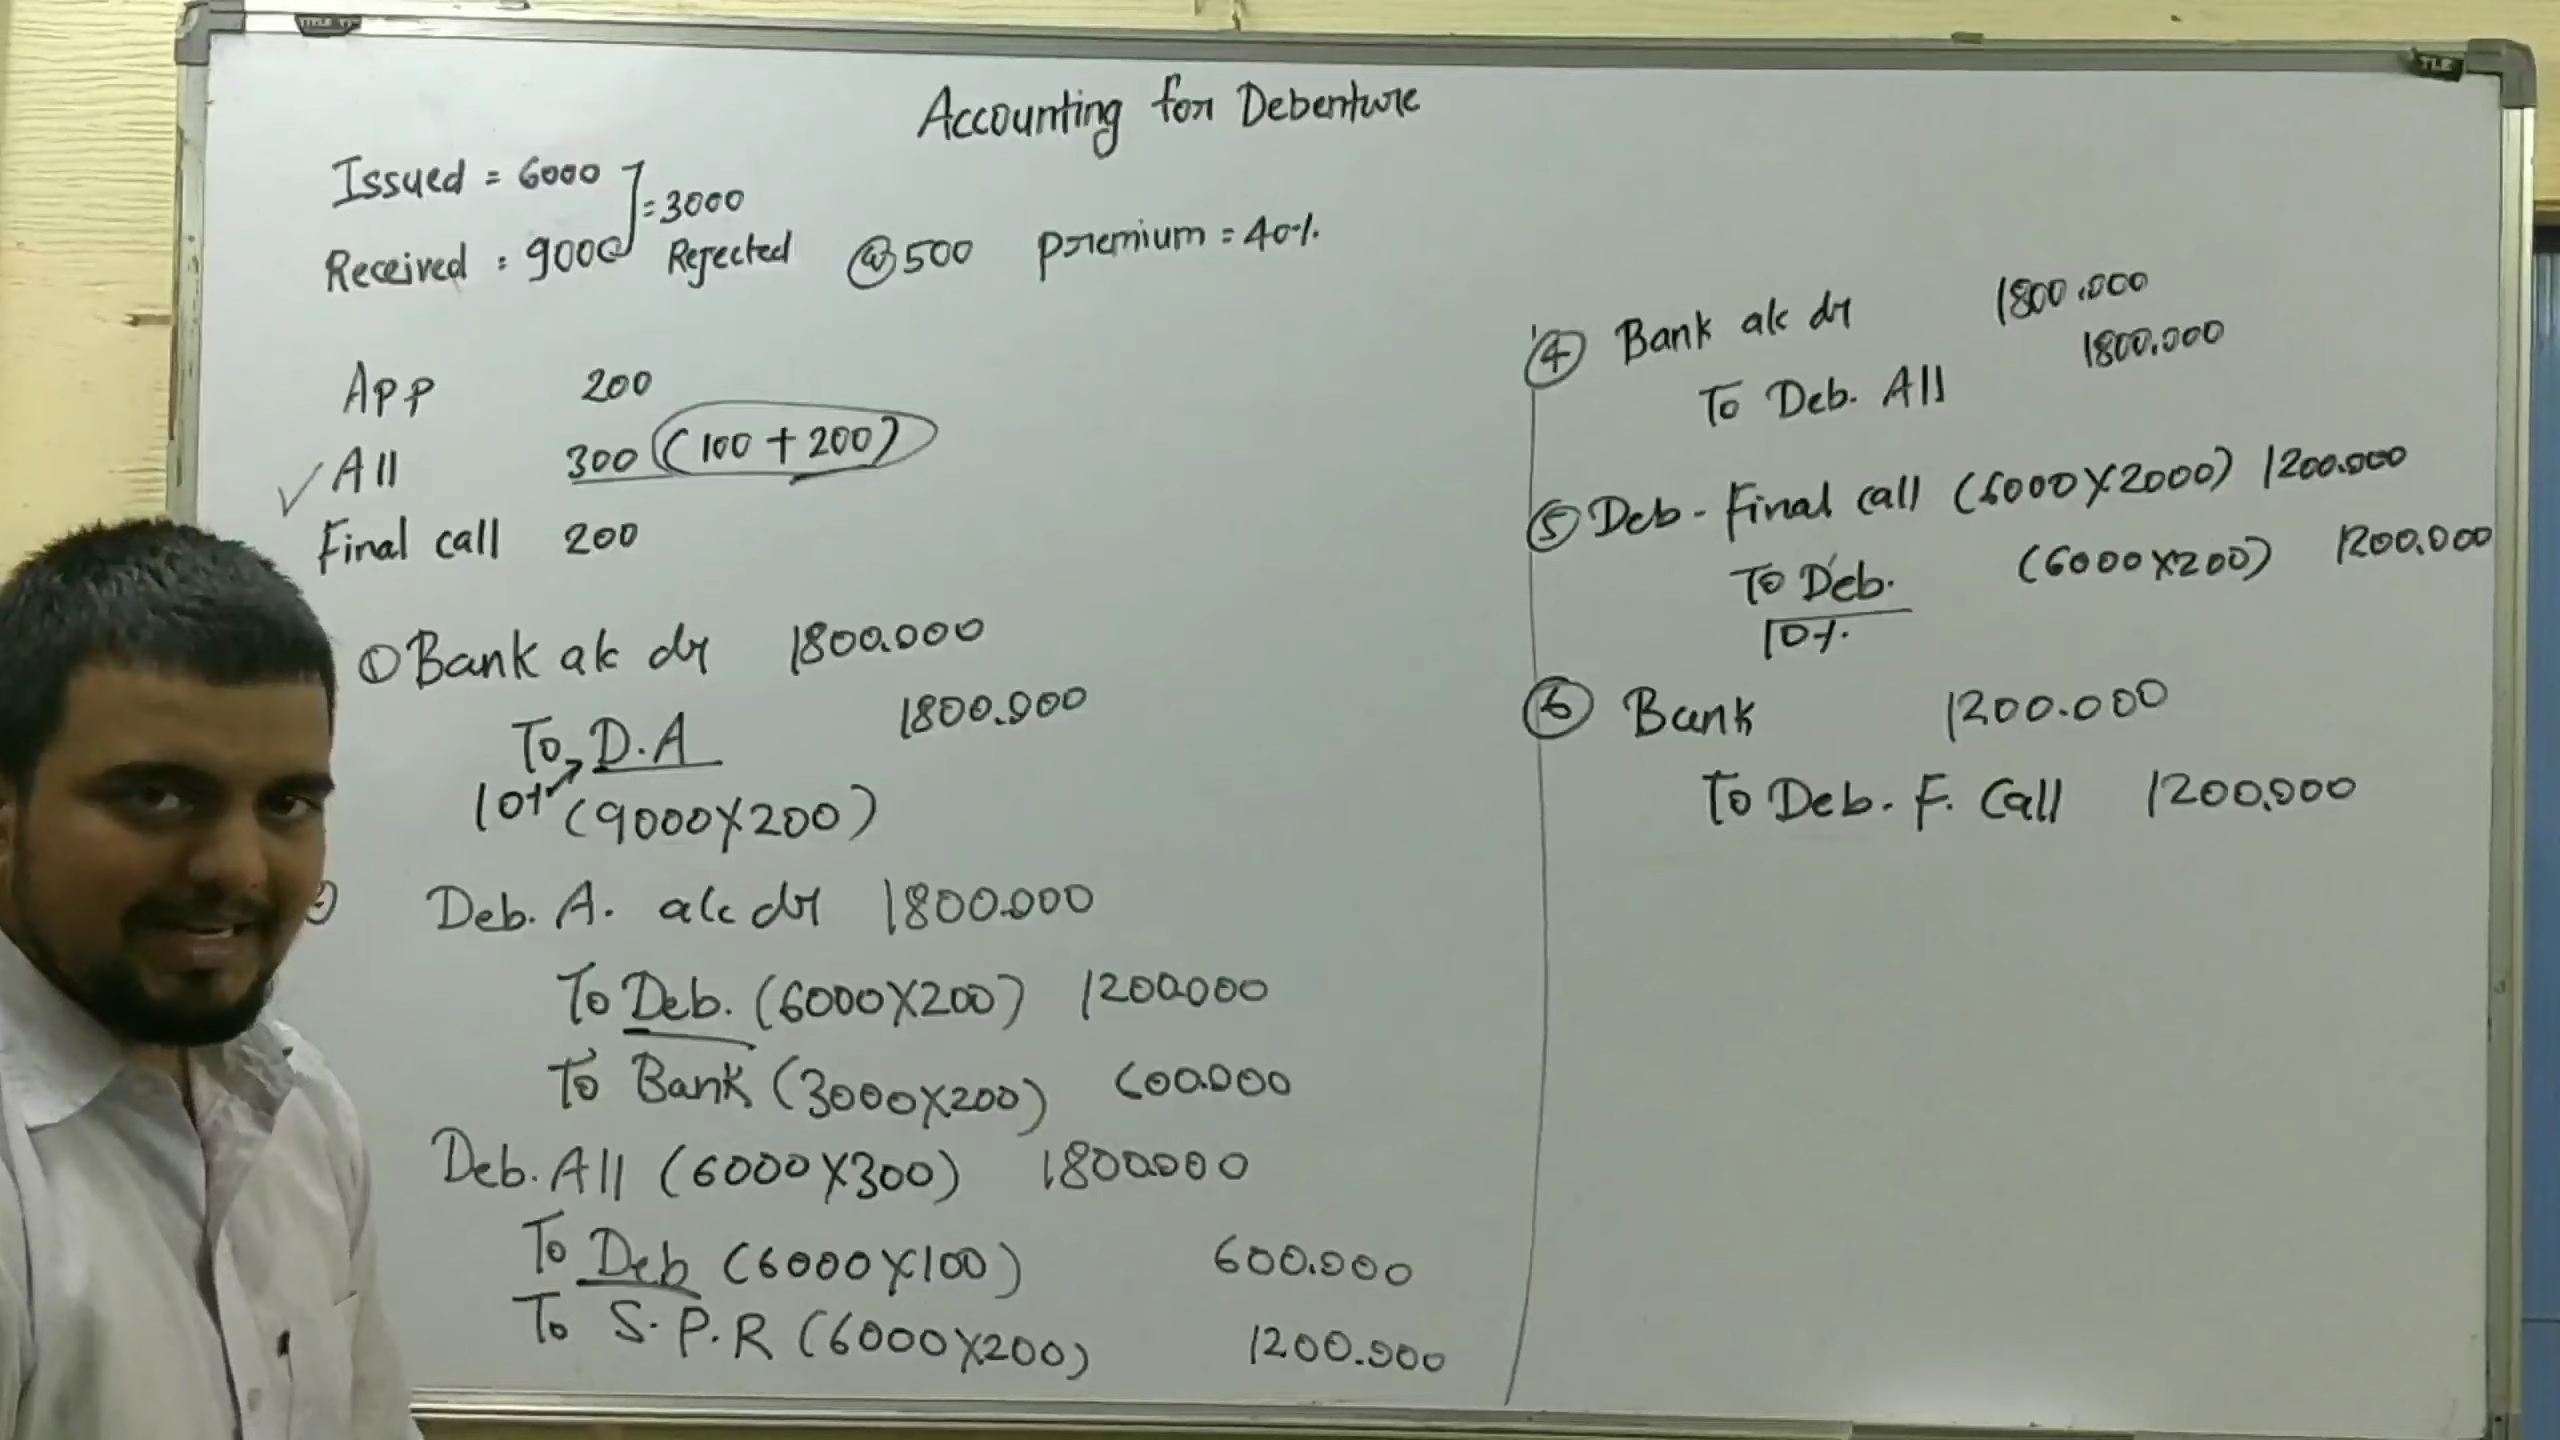 Accounting for Debenture
Issued = 6000
Received = 9000
= 3000
Rejected
@500 premium = 40%
App 200
✓ All 300 (100 + 200)
Final call 200
① Bank a/c dr 1800.000
To D.A 1800.000
10% (9000X200)
Deb. A. a/c dr 1800.000
To Deb. (6000X200) 1200000
To Bank (3000X200) 600.000
Deb. All (6000X300) 1800000
To Deb (6000X100) 600.000
To S.P.R (6000X200) 1200.000
④ Bank a/c dr 1800.000
To Deb. All 1800.000
⑤ Deb - Final call (6000X2000) 1200.000
To Deb. (6000X200) 1200.000
10%
⑥ Bank 1200.000
To Deb. F. Call 1200.000